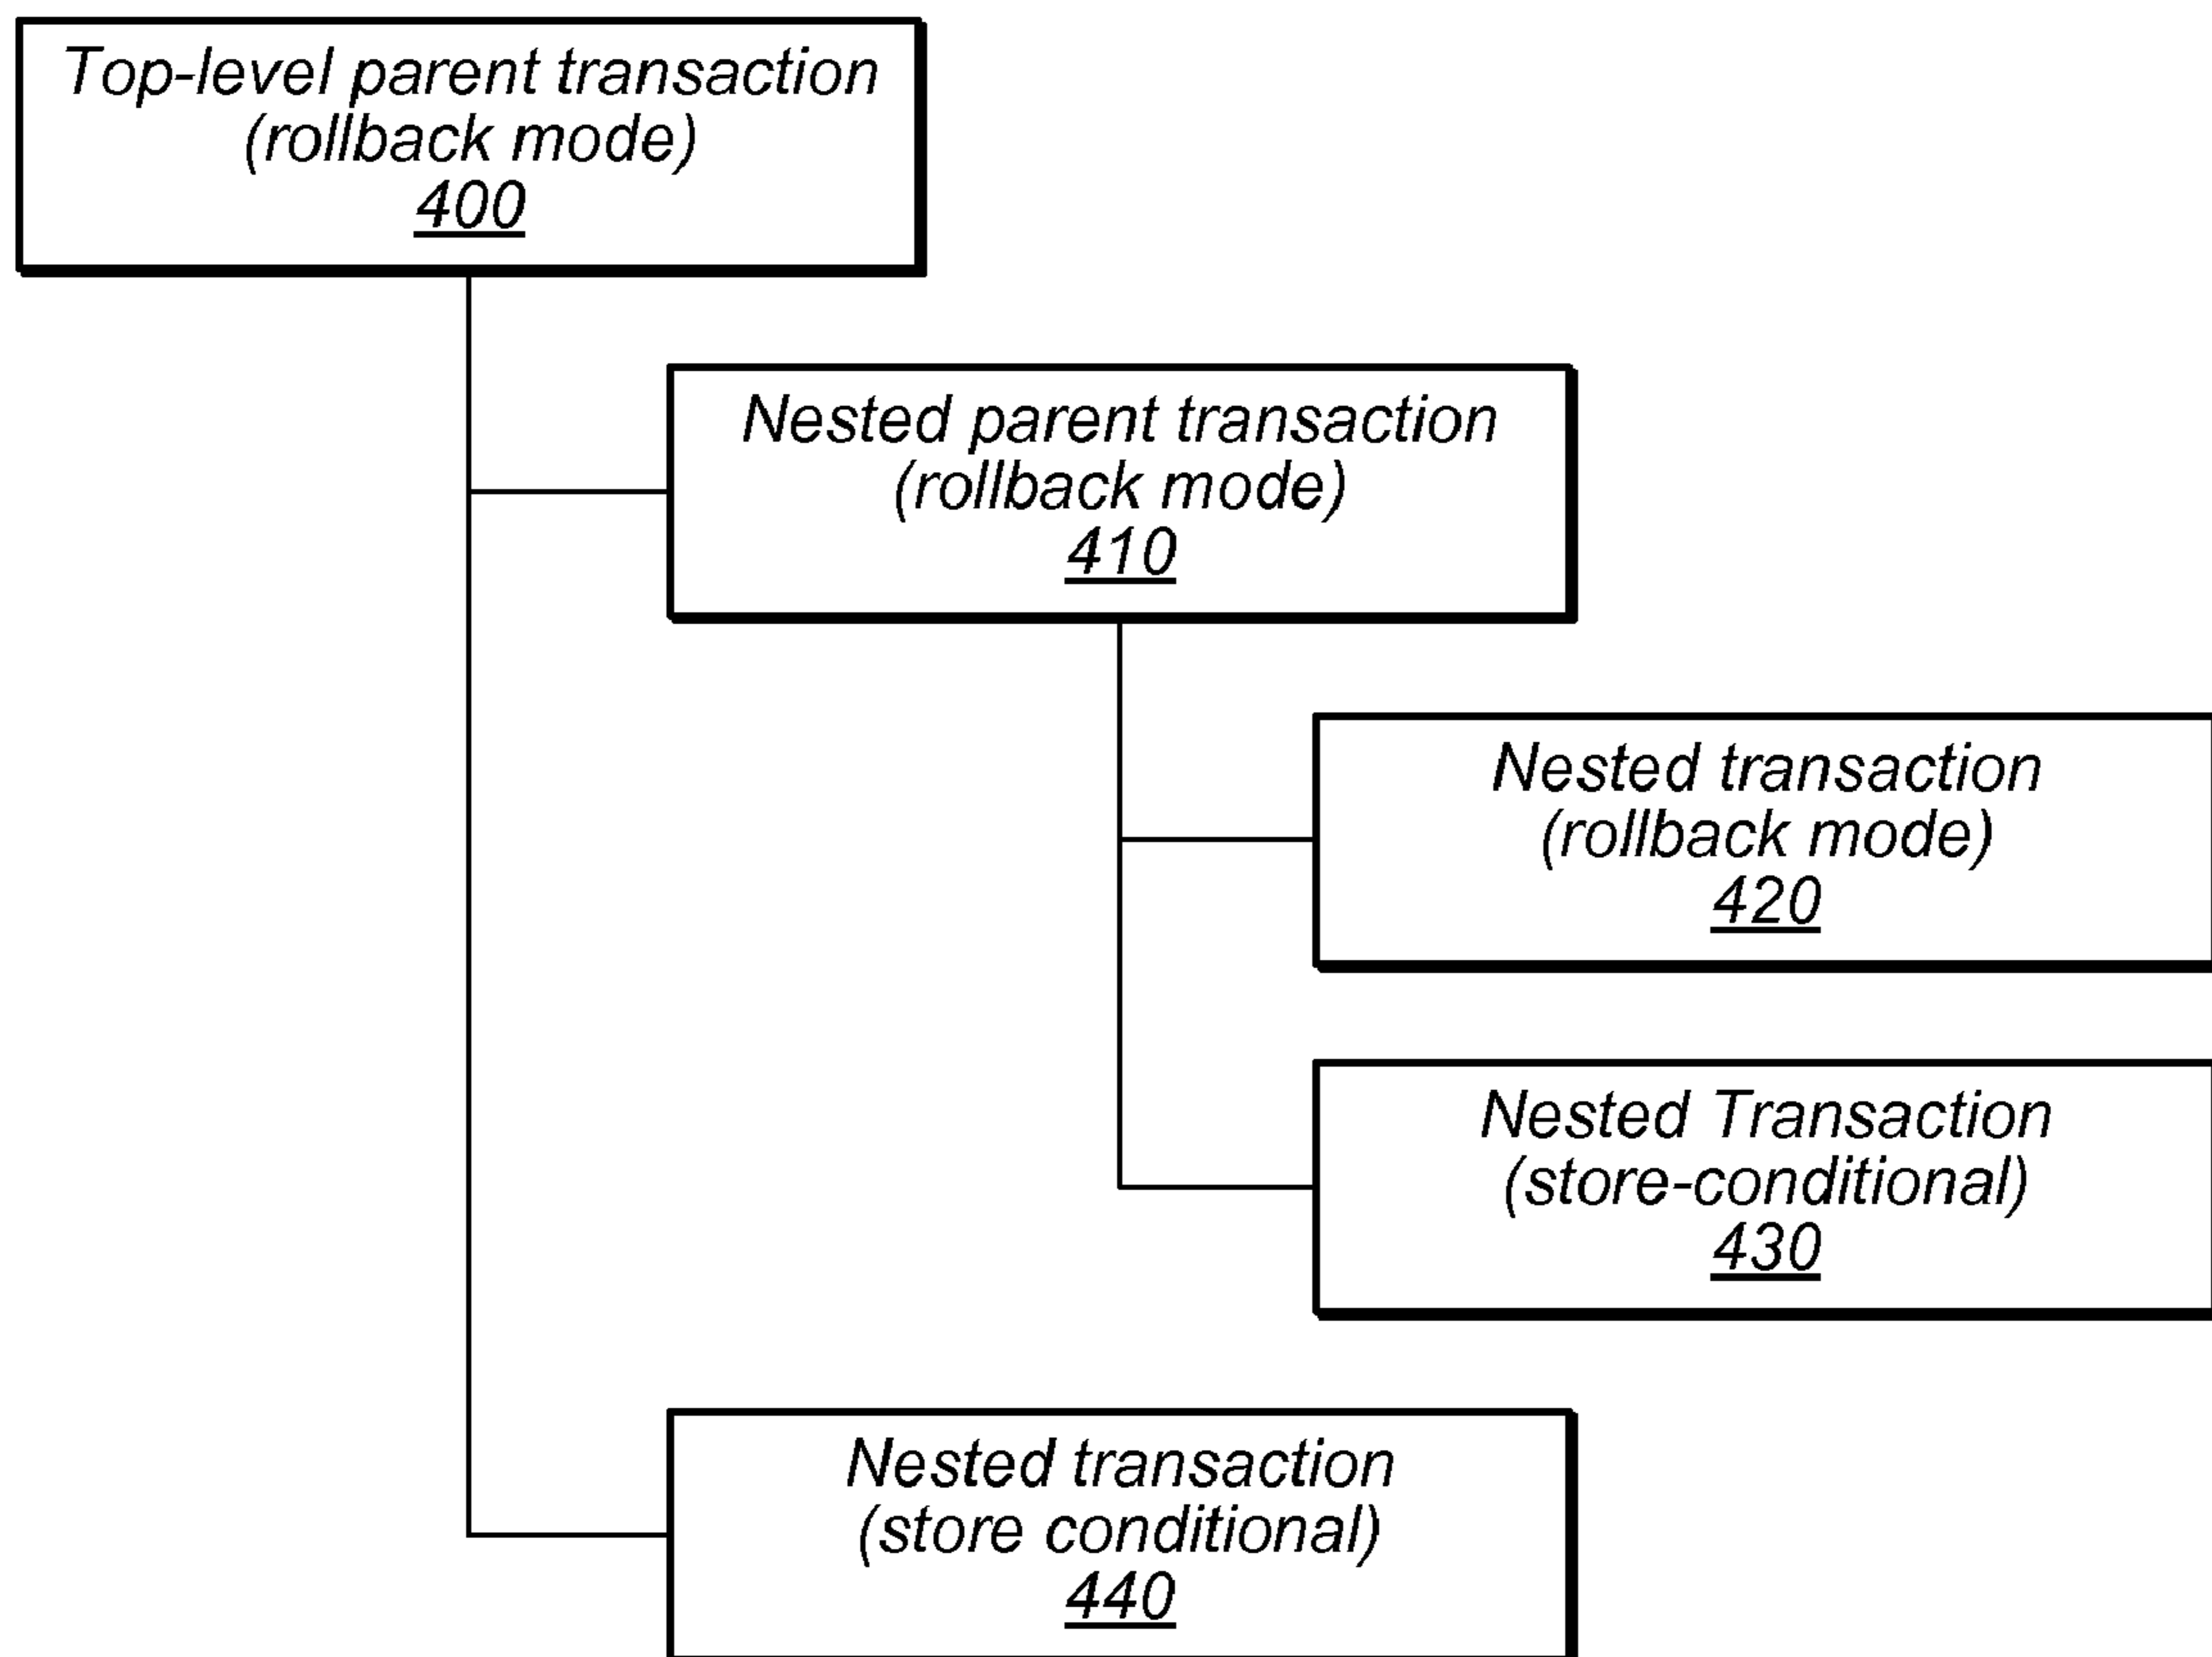 Top-level parent transaction
(rollback mode)
400
Nested parent transaction
(rollback mode)
410
Nested transaction
(rollback mode)
420
Nested Transaction
(store-conditional)
430
Nested transaction
(store conditional)
440